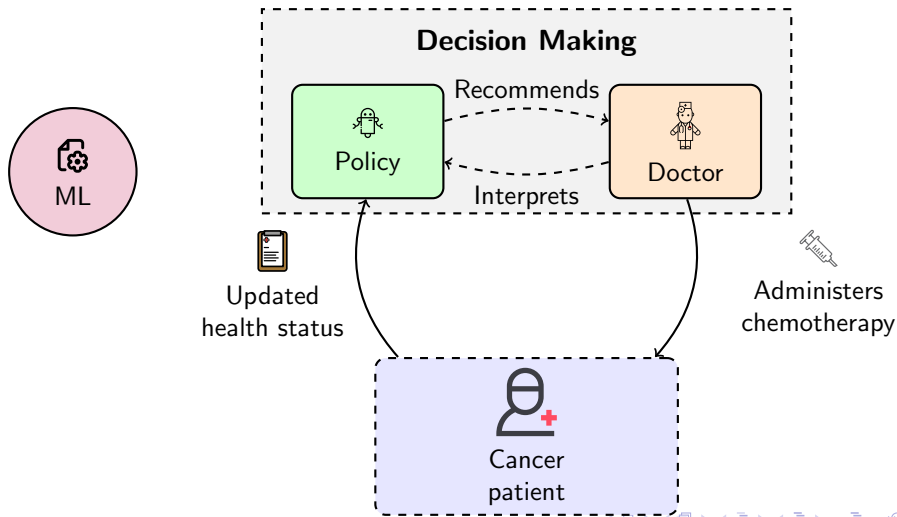 Decision Making
Recommends
Policy
Doctor
Interprets
ML
Updated
health status
Administers
chemotherapy
Cancer
patient